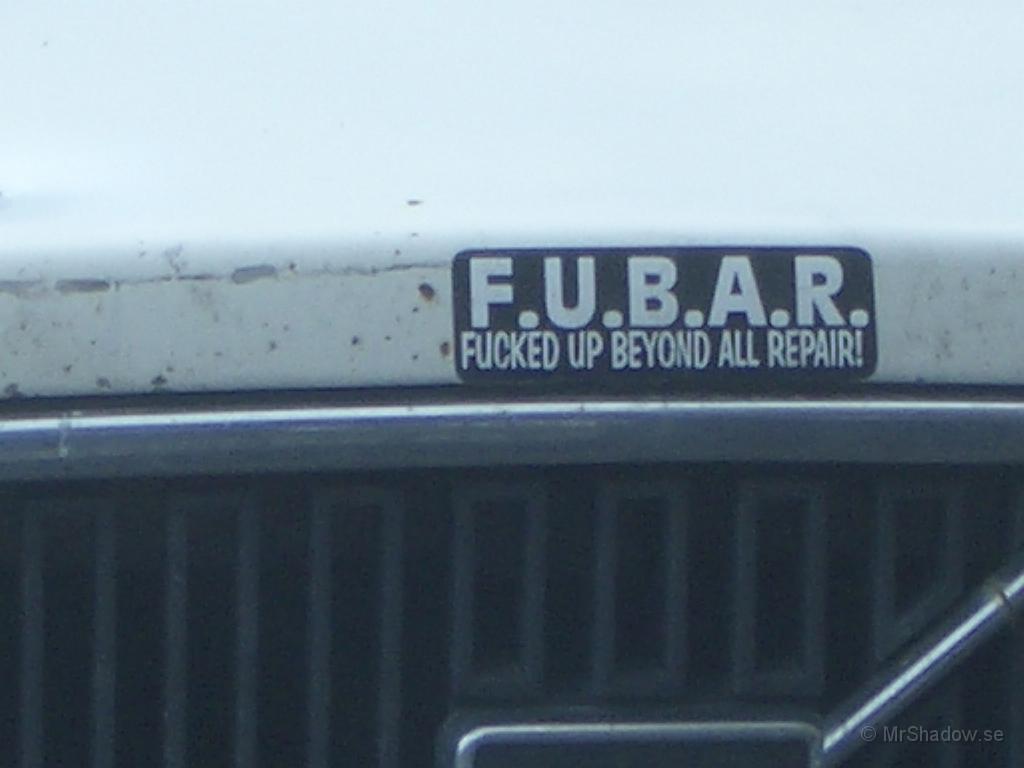 F.U.B.A.R.
FUCKED UP BEYOND ALL REPAIR!
© MrShadow.se